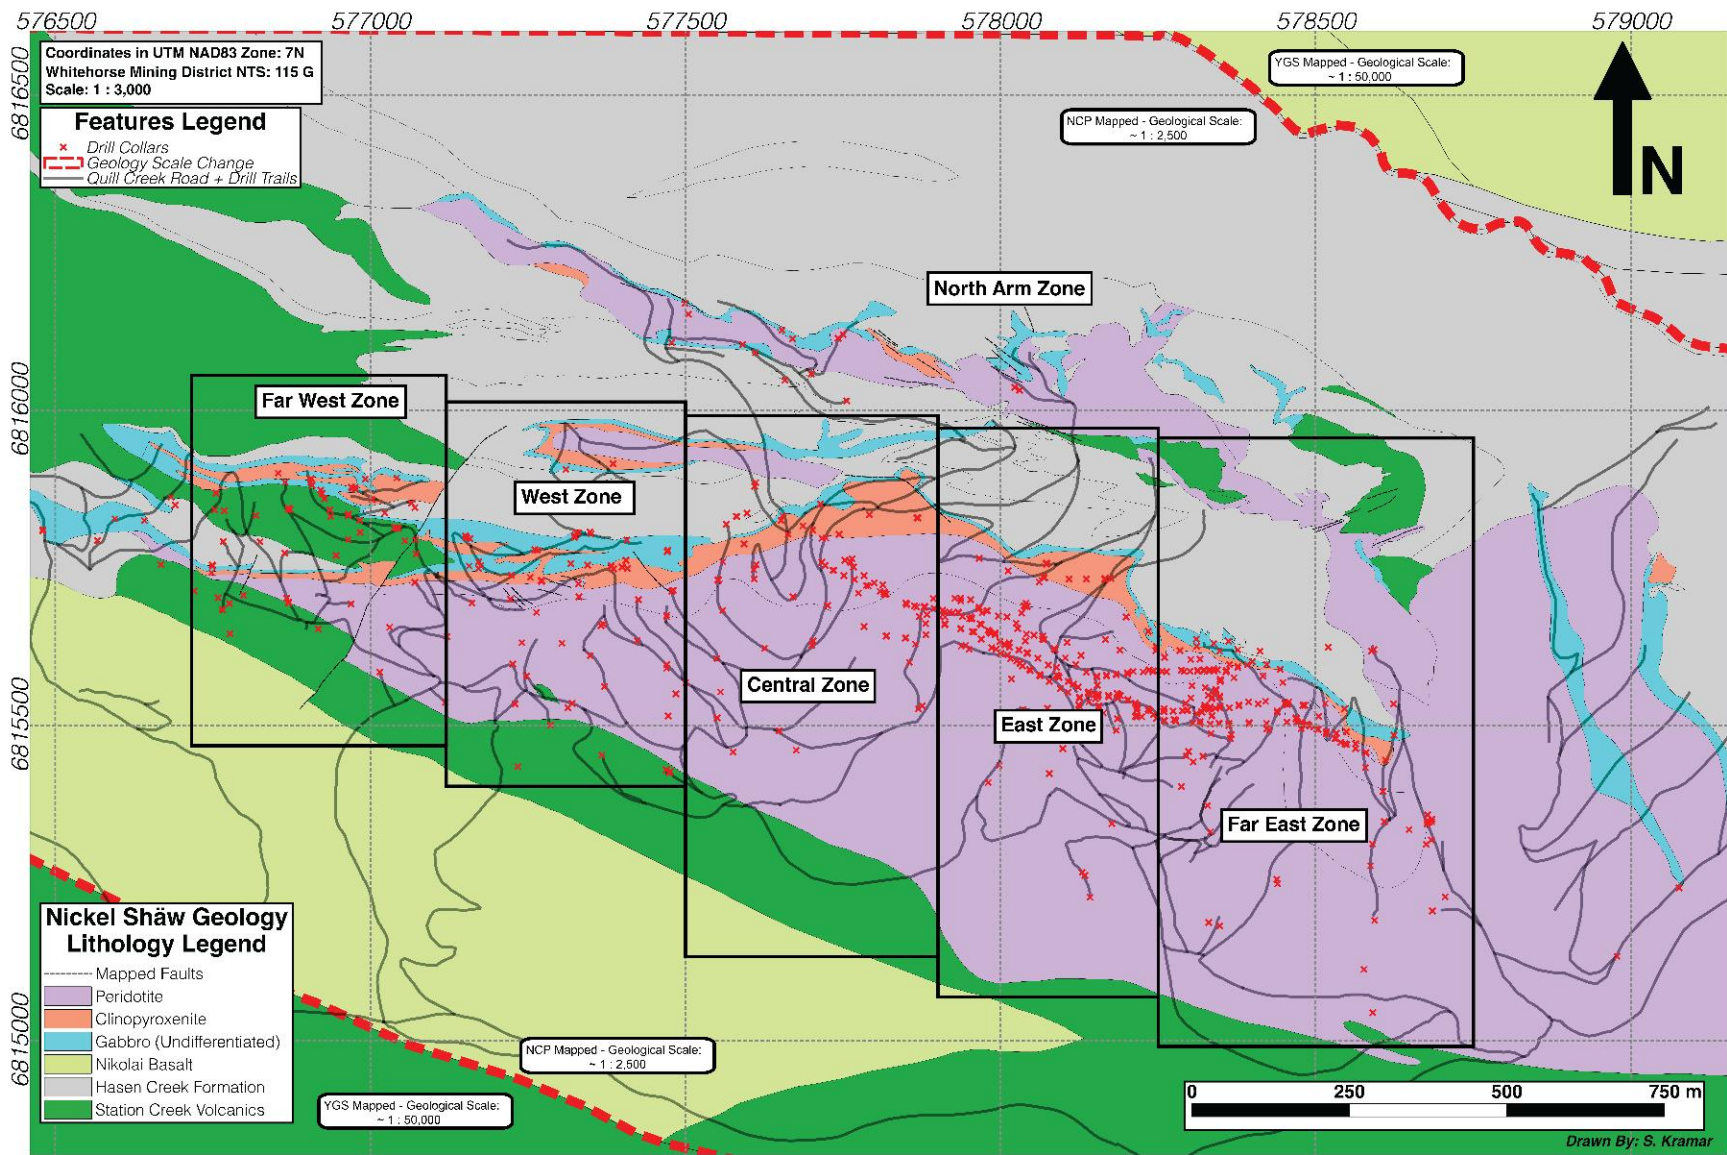 576500
577000
577500
578000
578500
579000
6816500
6816000
6815500
6815000
Coordinates in UTM NAD83 Zone: 7N
Whitehorse Mining District NTS: 115 G
Scale: 1 : 3,000
Features Legend
Drill Collars
Geology Scale Change
Quill Creek Road + Drill Trails
YGS Mapped - Geological Scale:
~ 1 : 50,000
NCP Mapped - Geological Scale:
~ 1 : 2,500
N
North Arm Zone
Far West Zone
West Zone
Central Zone
East Zone
Far East Zone
Nickel Shäw Geology
Lithology Legend
Mapped Faults
Peridotite
Clinopyroxenite
Gabbro (Undifferentiated)
Nikolai Basalt
Hasen Creek Formation
Station Creek Volcanics
NCP Mapped - Geological Scale:
~ 1 : 2,500
YGS Mapped - Geological Scale:
~ 1 : 50,000
0 250 500 750 m
Drawn By: S. Kramar